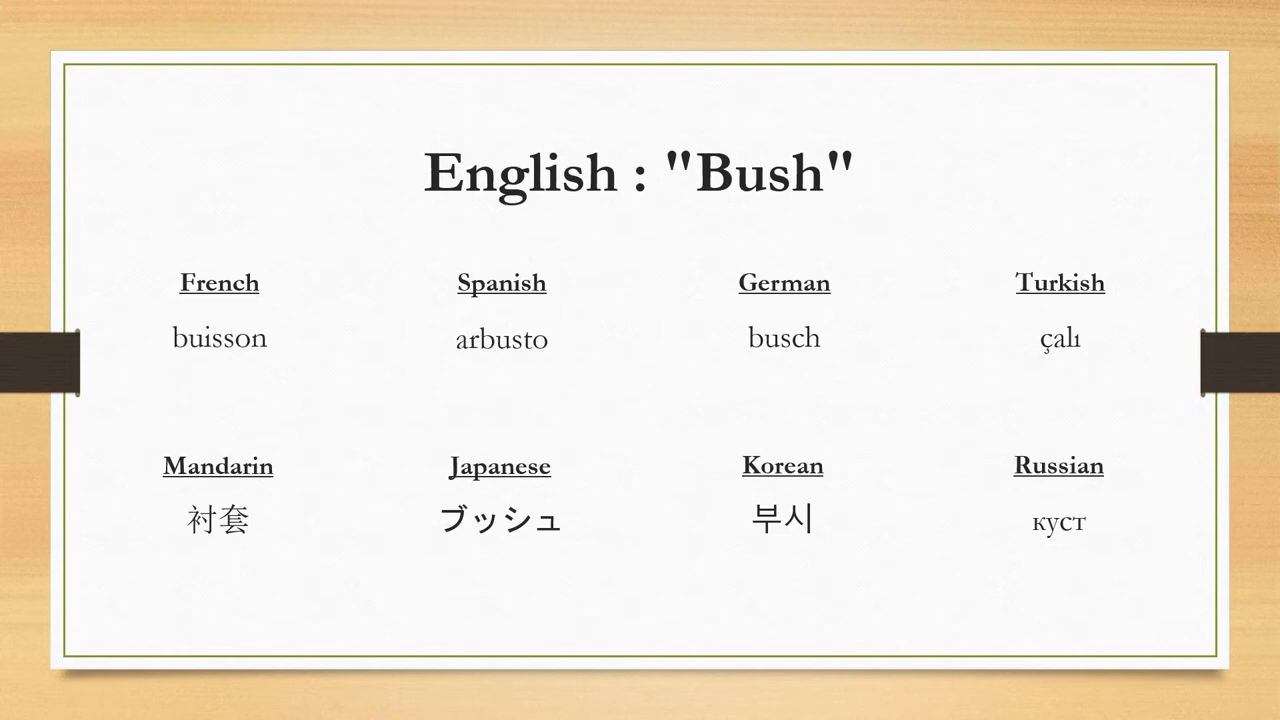 English : "Bush"
French
Spanish
German
Turkish
buisson
arbusto
busch
çalı
Mandarin
Japanese
Korean
Russian
衬套
ブッシュ
부시
куст